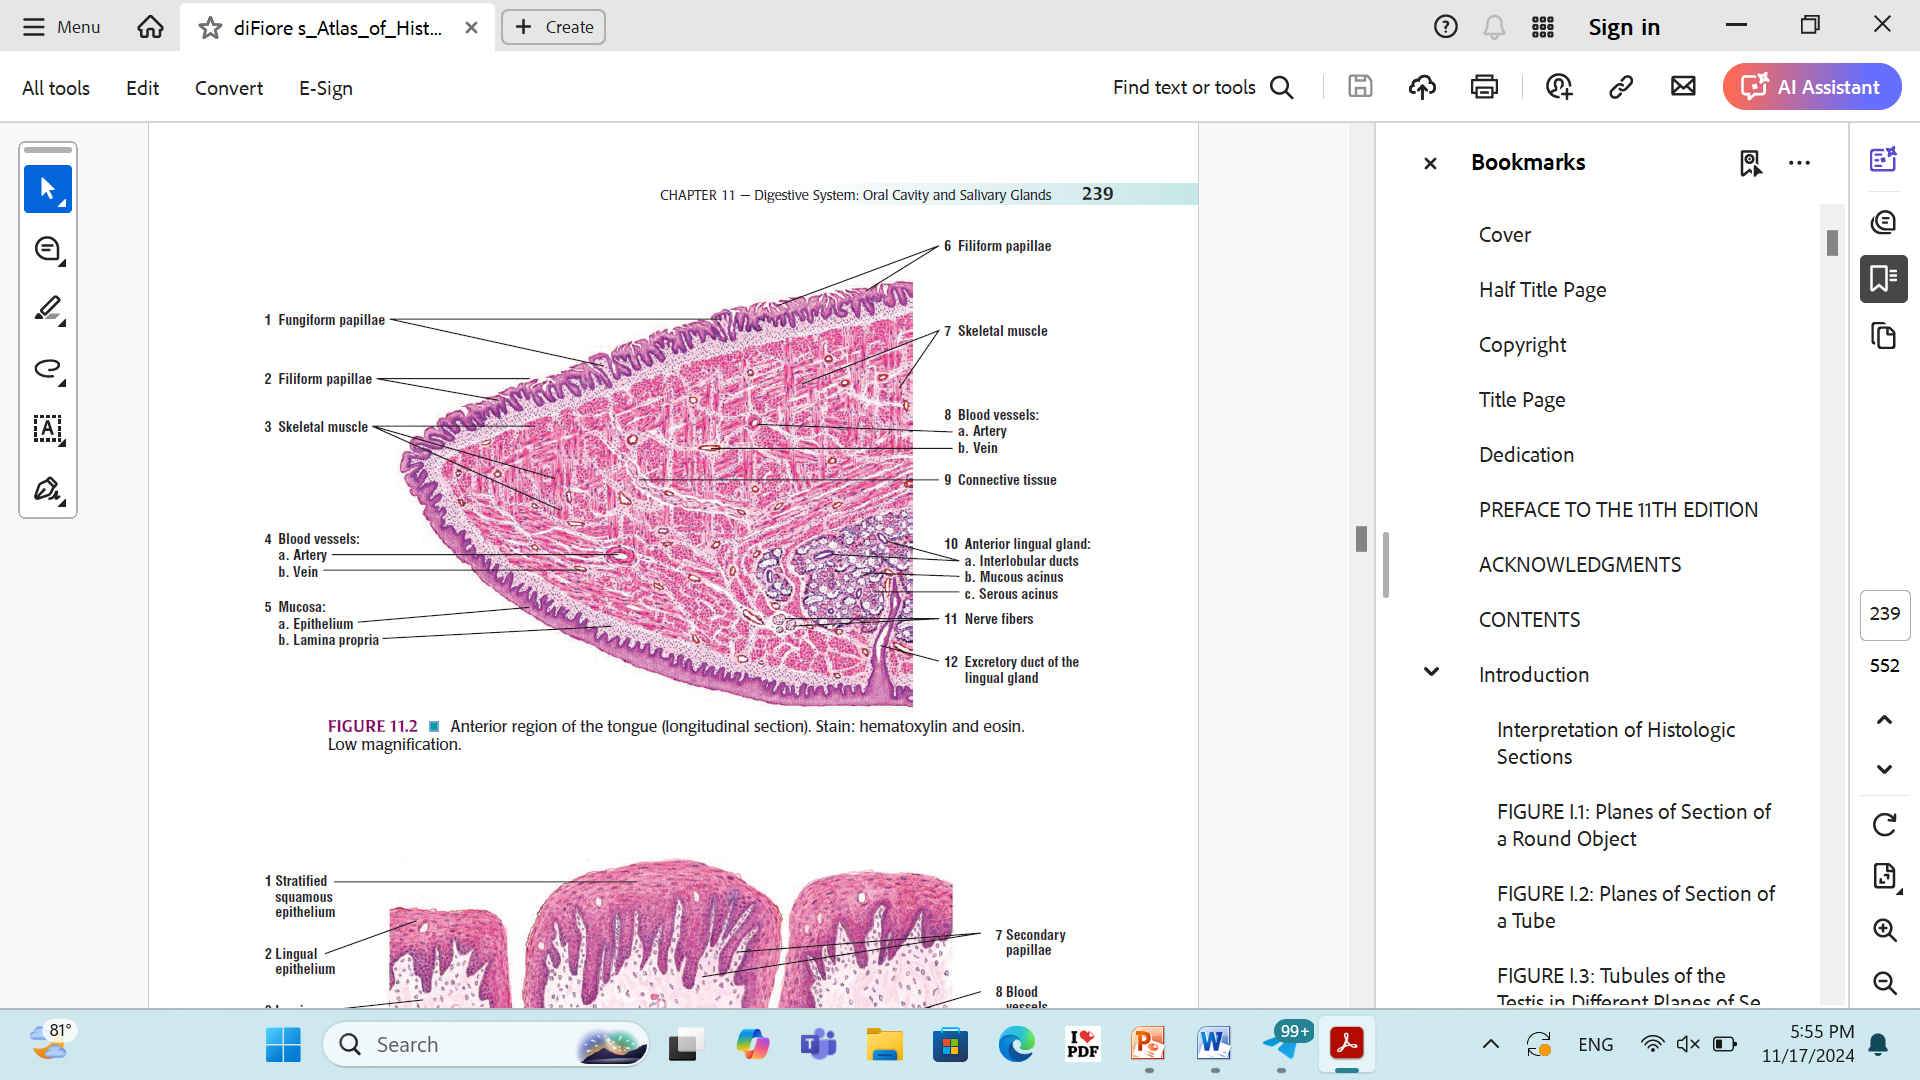 Menu
diFiore s_Atlas_of_Hist...
Create
Sign in
All tools
Edit
Convert
E-Sign
Find text or tools
AI Assistant
CHAPTER 11 — Digestive System: Oral Cavity and Salivary Glands 239
1 Fungiform papillae
2 Filiform papillae
3 Skeletal muscle
4 Blood vessels:
a. Artery
b. Vein
5 Mucosa:
a. Epithelium
b. Lamina propria
6 Filiform papillae
7 Skeletal muscle
8 Blood vessels:
a. Artery
b. Vein
9 Connective tissue
10 Anterior lingual gland:
a. Interlobular ducts
b. Mucous acinus
c. Serous acinus
11 Nerve fibers
12 Excretory duct of the
lingual gland
FIGURE 11.2 ■ Anterior region of the tongue (longitudinal section). Stain: hematoxylin and eosin.
Low magnification.
1 Stratified
squamous
epithelium
2 Lingual
epithelium
7 Secondary
papillae
8 Blood
vessels
Bookmarks
Cover
Half Title Page
Copyright
Title Page
Dedication
PREFACE TO THE 11TH EDITION
ACKNOWLEDGMENTS
CONTENTS
Introduction
Interpretation of Histologic
Sections
FIGURE I.1: Planes of Section of
a Round Object
FIGURE I.2: Planes of Section of
a Tube
FIGURE I.3: Tubules of the
Testis in Different Planes of Se
239
552
81°
Search
I PDF
99+
ENG
5:55 PM
11/17/2024